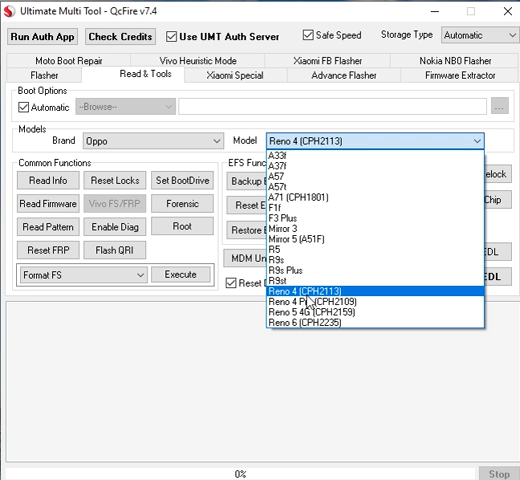 Ultimate Multi Tool - QcFire v7.4
Run Auth App Check Credits Use UMT Auth Server Safe Speed Storage Type Automatic
Moto Boot Repair Vivo Heuristic Mode Xiaomi FB Flasher Nokia NB0 Flasher
Flasher Read & Tools Xiaomi Special Advance Flasher Firmware Extractor
Boot Options
Automatic --Browse-- ...
Models
Brand Oppo Model Reno 4 (CPH2113)
A33f
A37f
A57
A57t
A71 (CPH1801)
F1f
F3 Plus
Mirror 3
Mirror 5 (A51F)
R5
R9s
R9s Plus
R9st
Reno 4 (CPH2113)
Reno 4 (CPH2109)
Reno 5 4G (CPH2159)
Reno 6 (CPH2235)
Common Functions
Read Info Reset Locks Set BootDrive
Read Firmware Vivo FS/FRP Forensic
Read Pattern Enable Diag Root
Reset FRP Flash QRI
Format FS Execute
EFS Func
Backup E
Reset E
Restore E
MDM Un
Reset D
elock
Chip
EDL
EDL
0% Stop